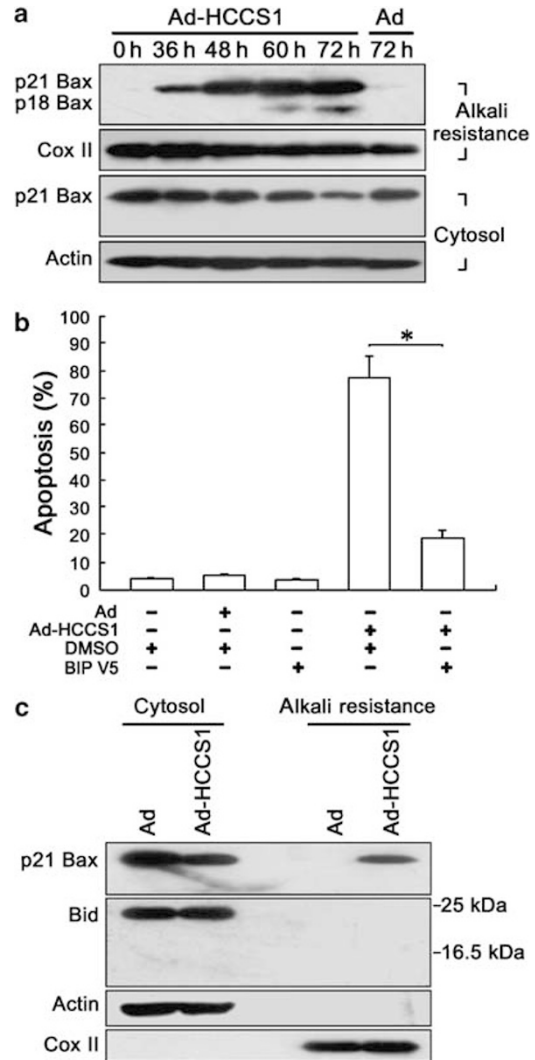 a
Ad-HCCS1 Ad
0 h 36 h 48 h 60 h 72 h 72 h
p21 Bax
p18 Bax
Cox II
Alkali
resistance
p21 Bax
Actin
Cytosol
b
Apoptosis (%)
100
90
80
70
60
50
40
30
20
10
0
*
Ad – + – – –
Ad-HCCS1 – – – + +
DMSO + + – + –
BIP V5 – – + – +
c
Cytosol Alkali resistance
Ad Ad-HCCS1 Ad Ad-HCCS1
p21 Bax
Bid
-25 kDa
-16.5 kDa
Actin
Cox II